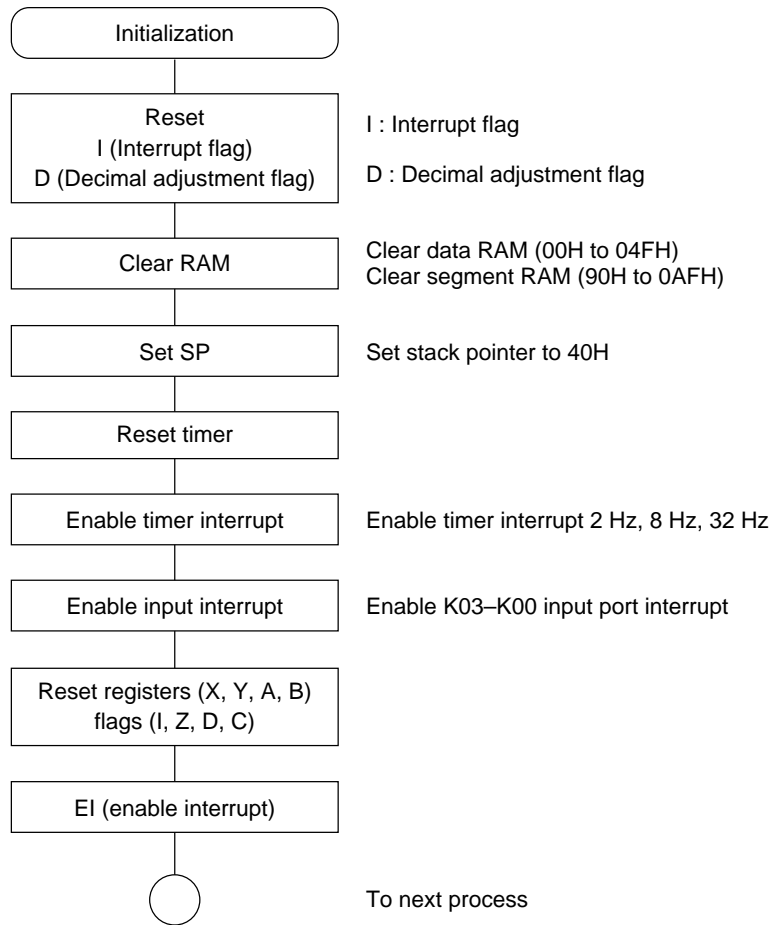 Initialization
Reset
I (Interrupt flag)
D (Decimal adjustment flag)
I : Interrupt flag
D : Decimal adjustment flag
Clear RAM
Clear data RAM (00H to 04FH)
Clear segment RAM (90H to 0AFH)
Set SP
Set stack pointer to 40H
Reset timer
Enable timer interrupt
Enable timer interrupt 2 Hz, 8 Hz, 32 Hz
Enable input interrupt
Enable K03–K00 input port interrupt
Reset registers (X, Y, A, B)
flags (I, Z, D, C)
EI (enable interrupt)
To next process